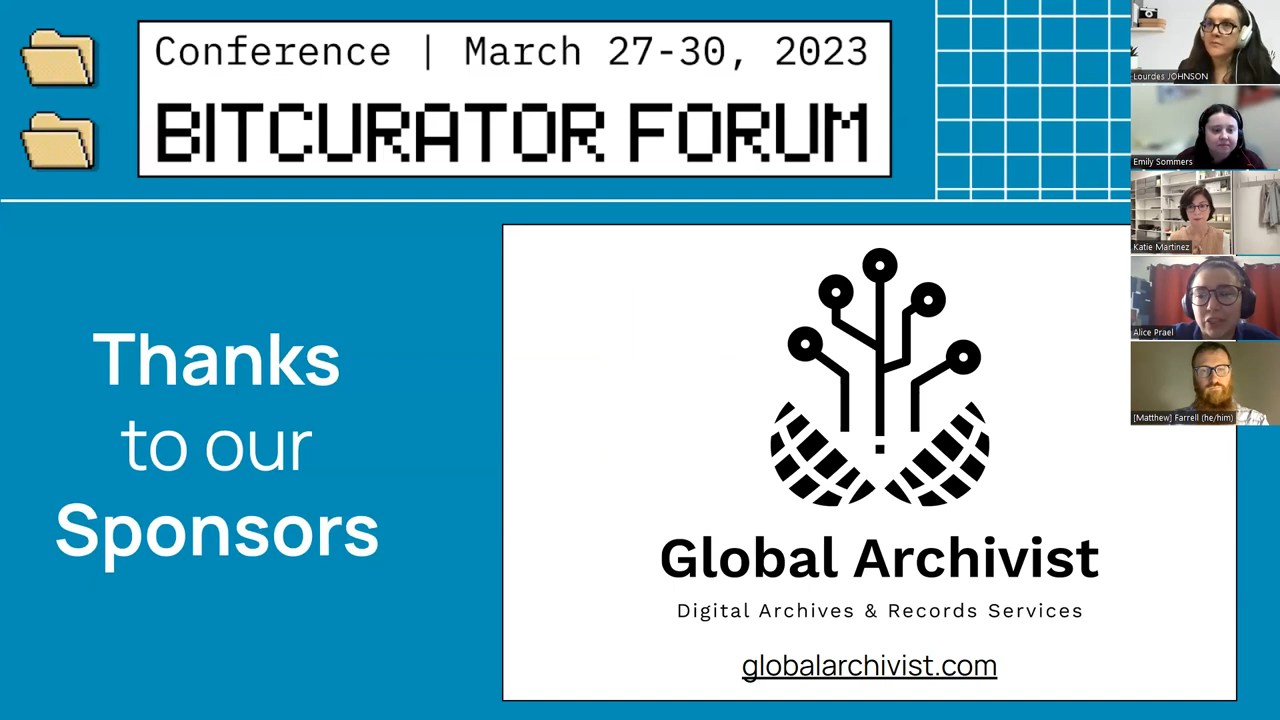 Conference | March 27-30, 2023
BITCURATOR FORUM
Thanks
to our
Sponsors
Global Archivist
Digital Archives & Records Services
globalarchivist.com
Lourdes JOHNSON
Emily Sommers
Katie Martinez
Alice Prael
[Matthew] Farrell (he/him)